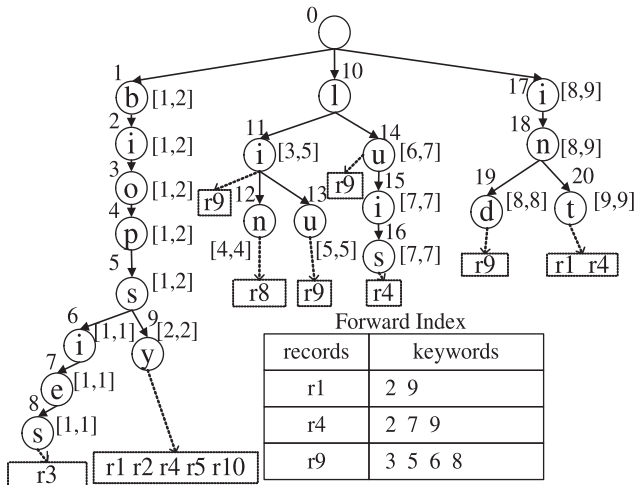 0
1 10
b [1,2] l 17 i [8,9]
2 11 14 18
i [1,2] i [3,5] u [6,7] n [8,9]
3
o [1,2] r9 12 13 r9 15 19 20
4
p [1,2] n u i [7,7] d [8,8] t [9,9]
5 [4,4] [5,5] 16
s [1,2] s [7,7] r9 r1 r4
r8 r9 r4
6 [1,1] 9 [2,2]
i y
7
e [1,1]
8
s [1,1]
r3 r1 r2 r4 r5 r10
Forward Index
records keywords
r1 2 9
r4 2 7 9
r9 3 5 6 8